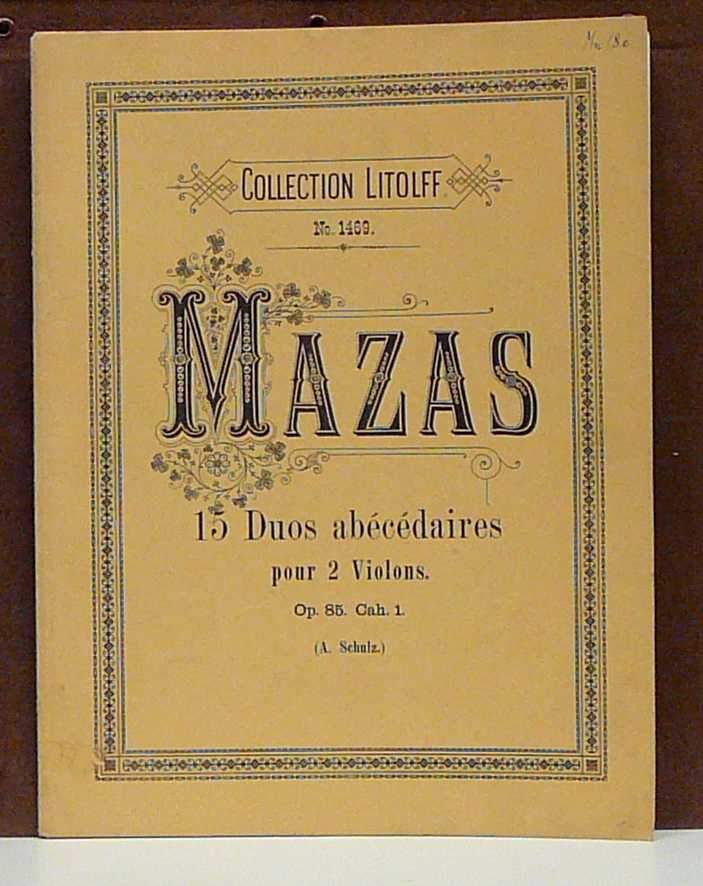 COLLECTION LITOLFF
No. 1469.
MAZAS
15 Duos abécédaires
pour 2 Violons.
Op. 85. Cah. 1.
(A. Schulz.)